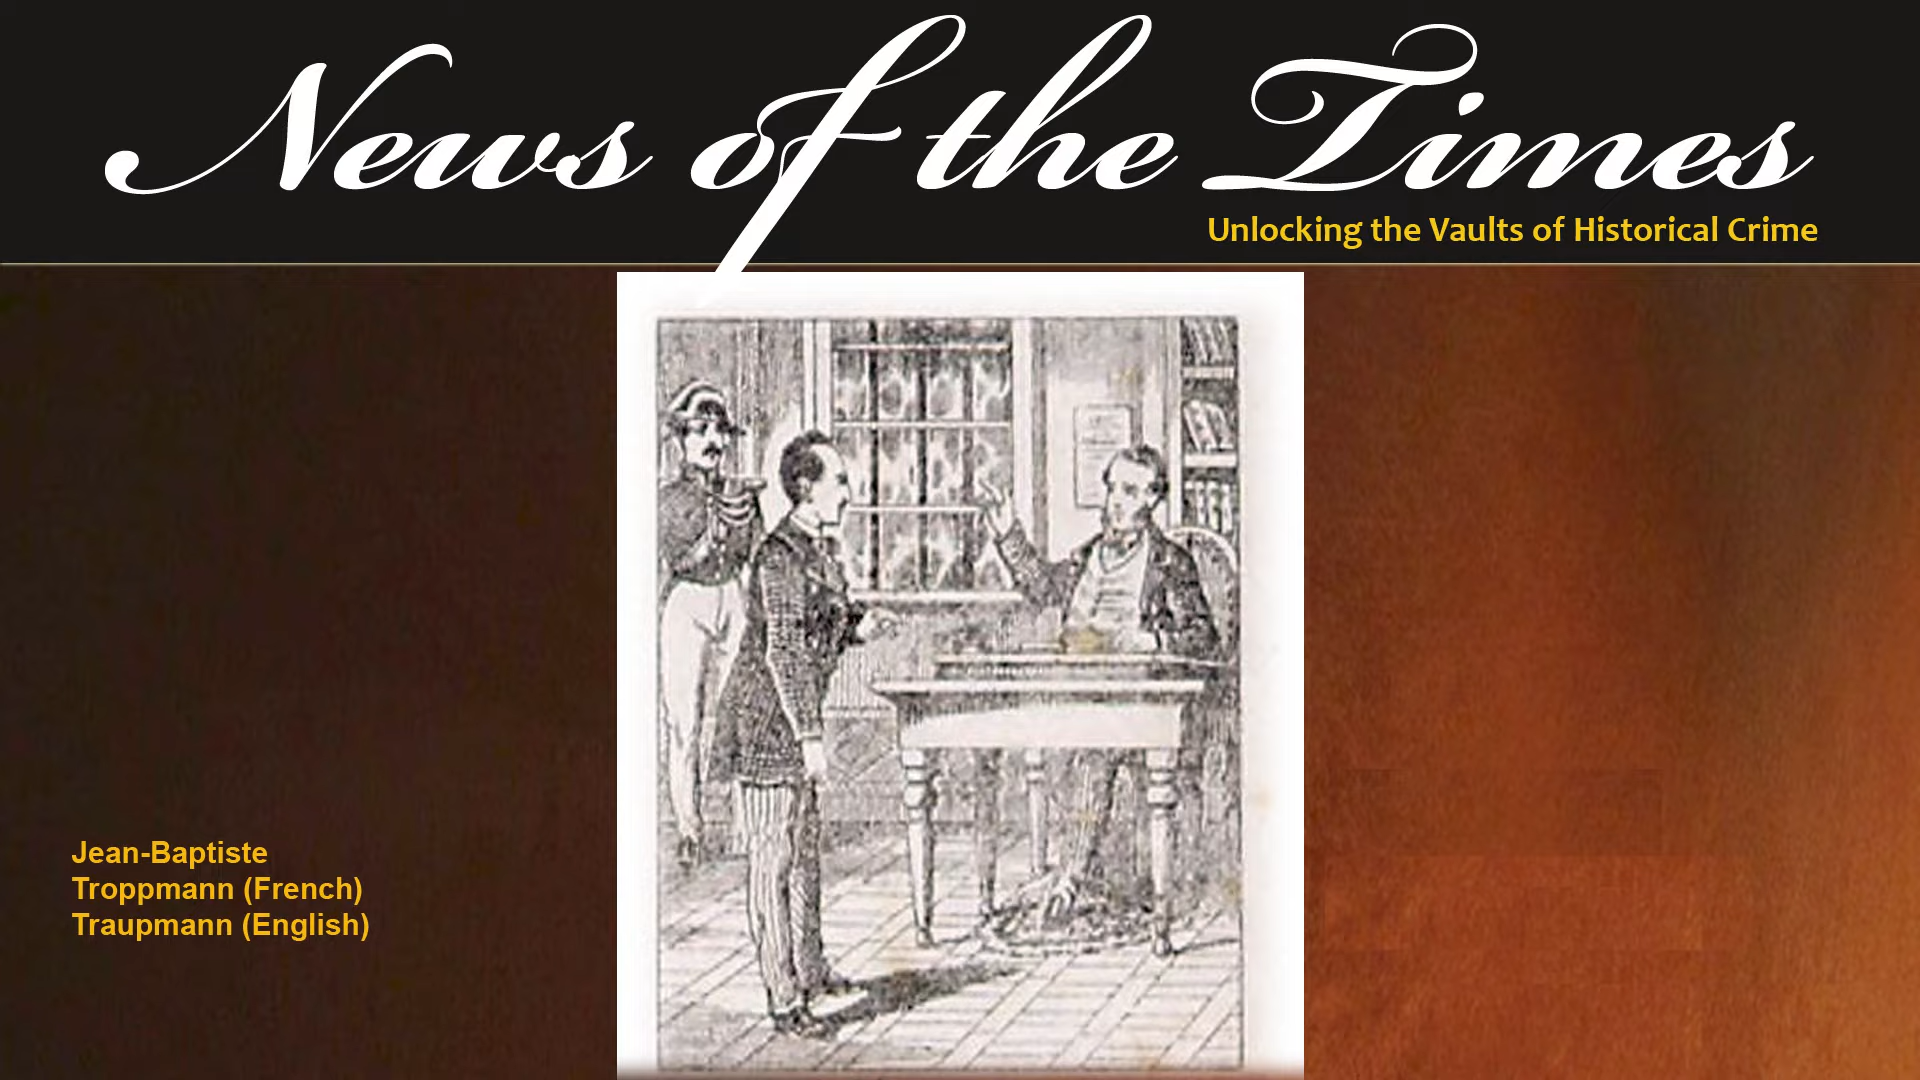 News of the Times
Unlocking the Vaults of Historical Crime
Jean-Baptiste
Troppmann (French)
Traupmann (English)